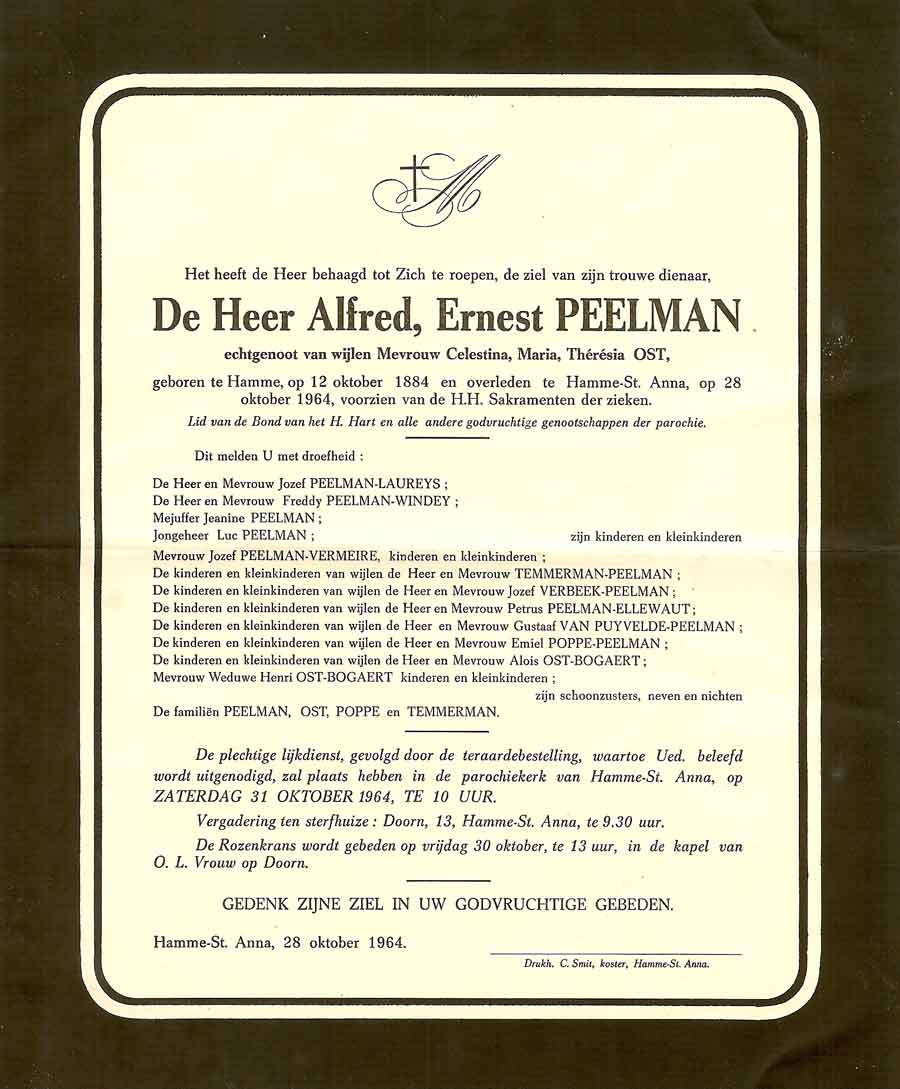 M
Het heeft de Heer behaagd tot Zich te roepen, de ziel van zijn trouwe dienaar,
De Heer Alfred, Ernest PEELMAN
echtgenoot van wijlen Mevrouw Celestina, Maria, Thérésia OST,
geboren te Hamme, op 12 oktober 1884 en overleden te Hamme-St. Anna, op 28
oktober 1964, voorzien van de H.H. Sakramenten der zieken.
Lid van de Bond van het H. Hart en alle andere godvruchtige genootschappen der parochie.
Dit melden U met droefheid :
De Heer en Mevrouw Jozef PEELMAN-LAUREYS ;
De Heer en Mevrouw Freddy PEELMAN-WINDEY ;
Mejuffer Jeanine PEELMAN ;
Jongeheer Luc PEELMAN ; zijn kinderen en kleinkinderen
Mevrouw Jozef PEELMAN-VERMEIRE, kinderen en kleinkinderen ;
De kinderen en kleinkinderen van wijlen de Heer en Mevrouw TEMMERMAN-PEELMAN ;
De kinderen en kleinkinderen van wijlen de Heer en Mevrouw Jozef VERBEEK-PEELMAN ;
De kinderen en kleinkinderen van wijlen de Heer en Mevrouw Petrus PEELMAN-ELLEWAUT ;
De kinderen en kleinkinderen van wijlen de Heer en Mevrouw Gustaaf VAN PUYVELDE-PEELMAN ;
De kinderen en kleinkinderen van wijlen de Heer en Mevrouw Emiel POPPE-PEELMAN ;
De kinderen en kleinkinderen van wijlen de Heer en Mevrouw Alois OST-BOGAERT ;
Mevrouw Weduwe Henri OST-BOGAERT kinderen en kleinkinderen ;
zijn schoonzusters, neven en nichten
De familiën PEELMAN, OST, POPPE en TEMMERMAN.
De plechtige lijkdienst, gevolgd door de teraardebestelling, waartoe Ued. beleefd
wordt uitgenodigd, zal plaats hebben in de parochiekerk van Hamme-St. Anna, op
ZATERDAG 31 OKTOBER 1964, TE 10 UUR.
Vergadering ten sterfhuize : Doorn, 13, Hamme-St. Anna, te 9.30 uur.
De Rozenkrans wordt gebeden op vrijdag 30 oktober, te 13 uur, in de kapel van
O. L. Vrouw op Doorn.
GEDENK ZIJNE ZIEL IN UW GODVRUCHTIGE GEBEDEN.
Hamme-St. Anna, 28 oktober 1964.
Drukh. C. Smit, koster, Hamme-St. Anna.